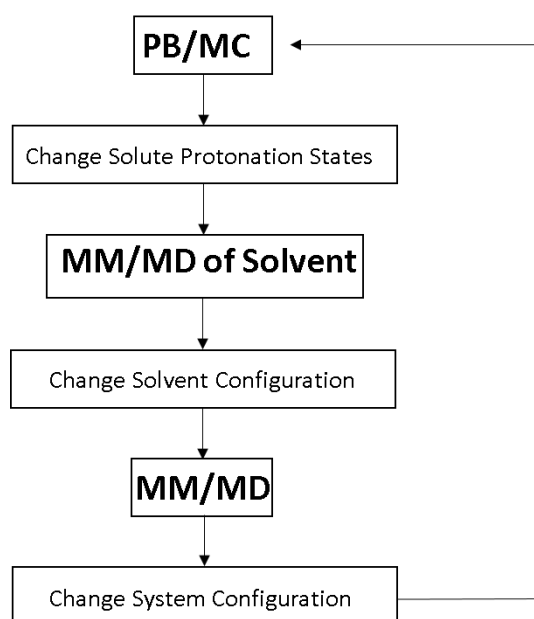 PB/MC
Change Solute Protonation States
MM/MD of Solvent
Change Solvent Configuration
MM/MD
Change System Configuration